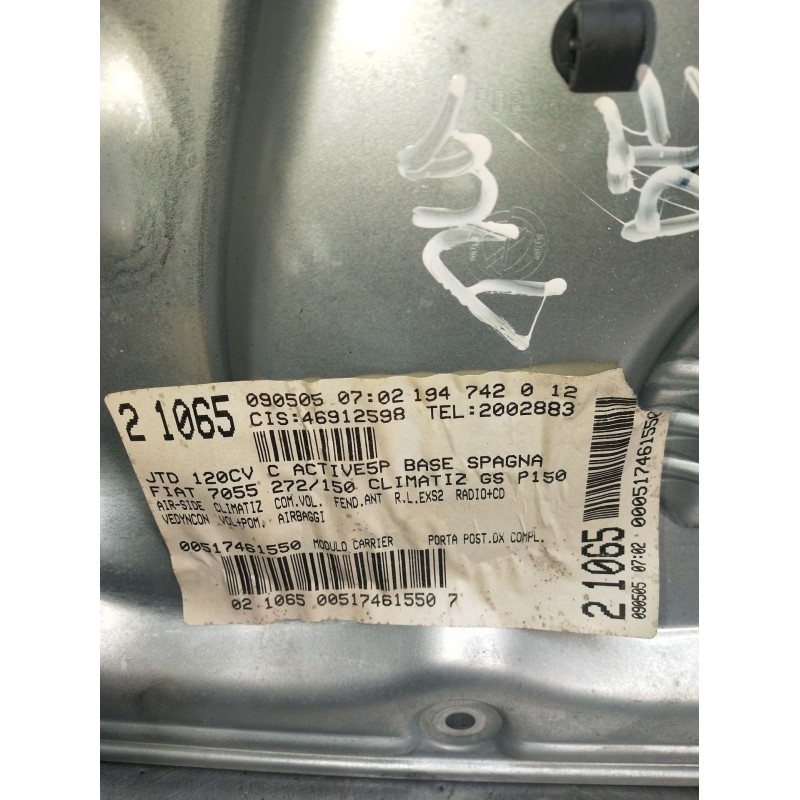 2 1065
090505 07:02 194 742 0 12
CIS:46912598 TEL:2002883
JTD 120CV C ACTIVE5P BASE SPAGNA
FIAT 7055 272/150 CLIMATIZ GS P150
AIR-SIDE CLIMATIZ COM.VOL. FEND.ANT R.L.EXS2 RADIO+CD
VEDYNCON VOL+POM. AIRBAGGI
00517461550 MODULO CARRIER PORTA POST.DX COMPL.
02 1065 00517461550 7
2 1065
090505 07:02 00051746155